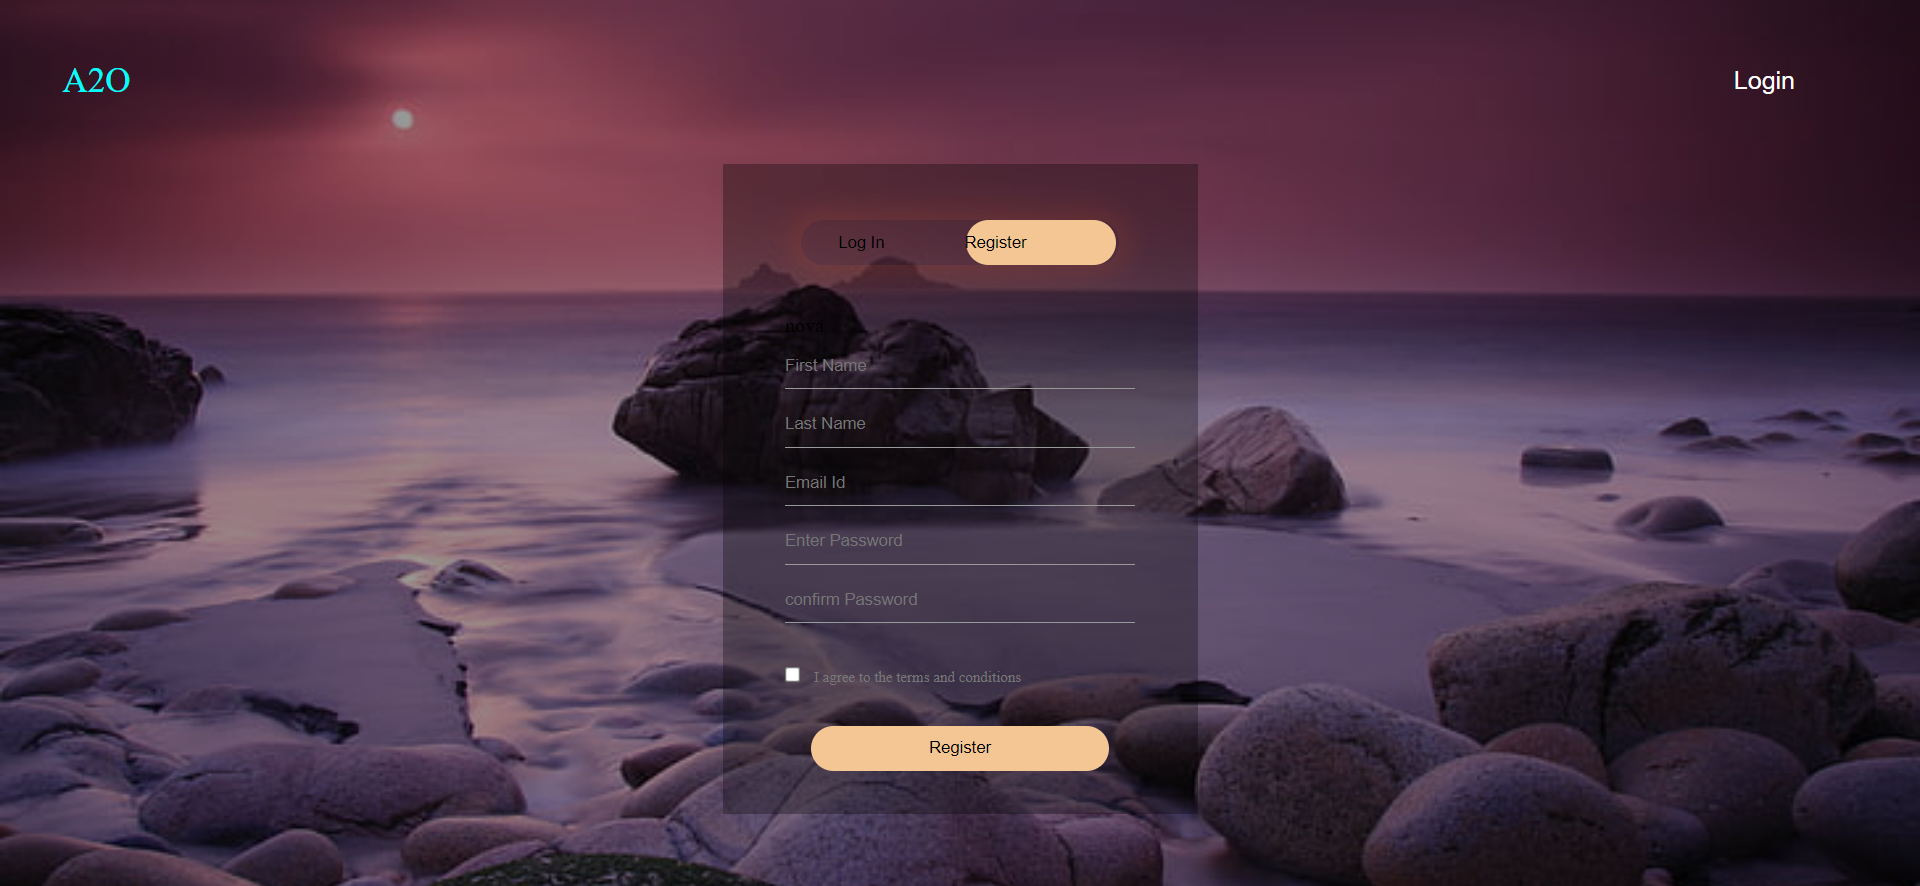 A2O
Login
Log In
Register
nova
First Name
Last Name
Email Id
Enter Password
confirm Password
I agree to the terms and conditions
Register